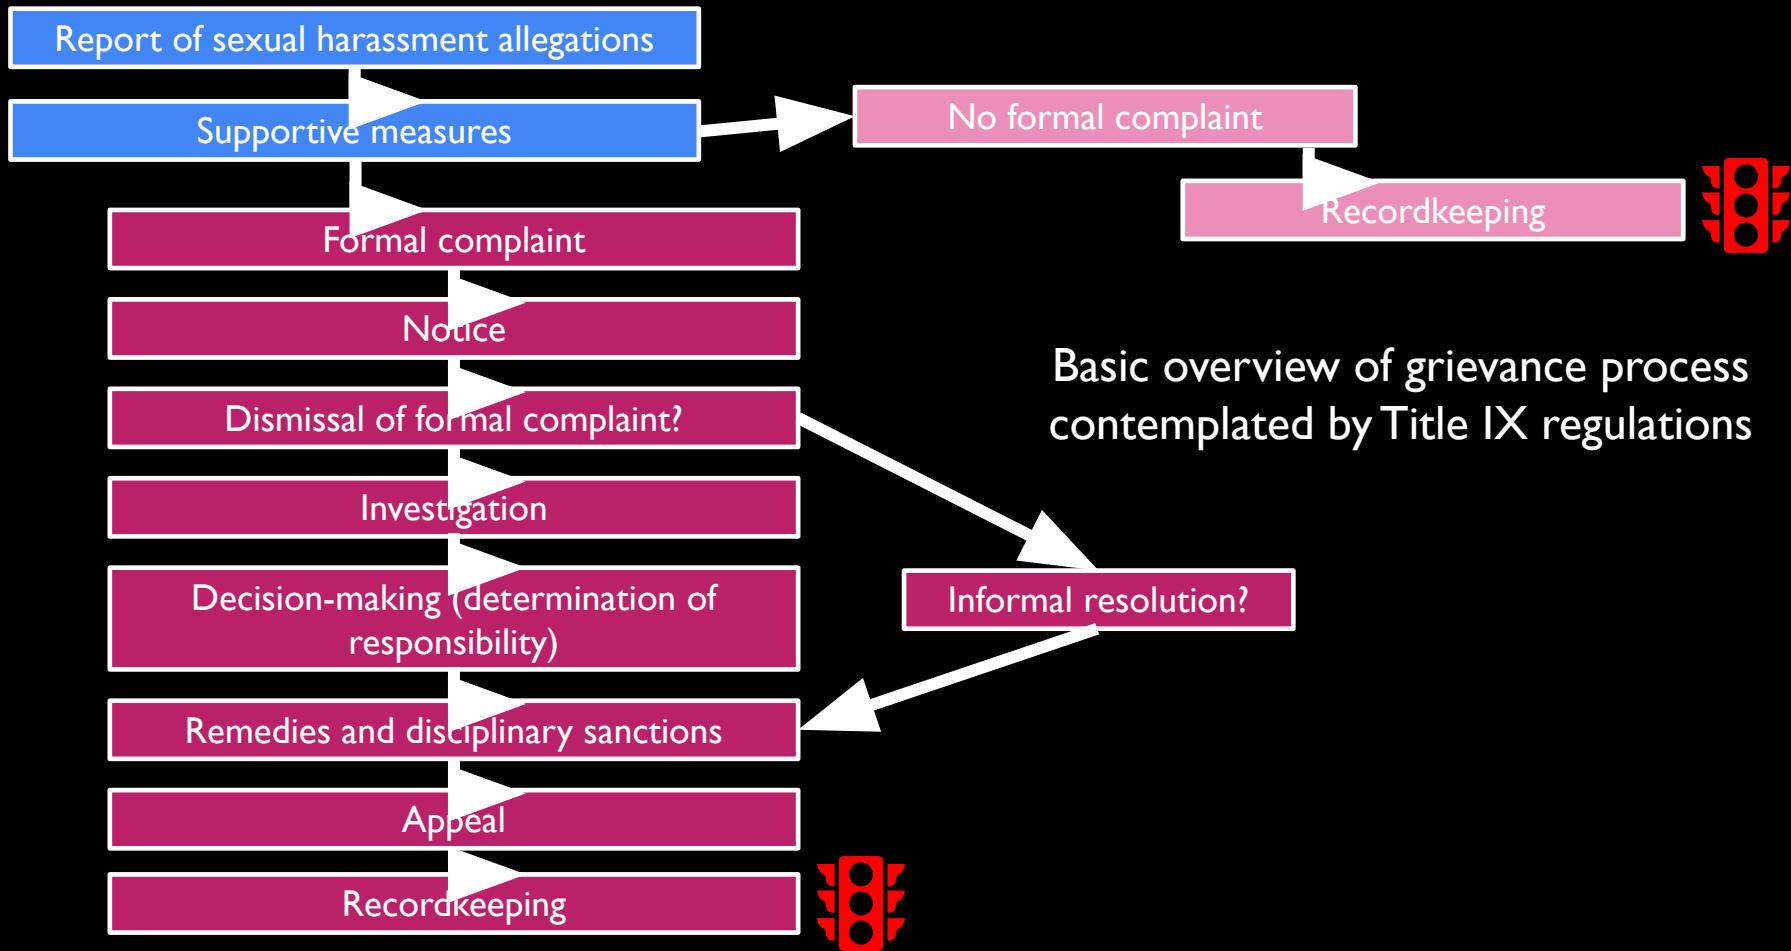 Report of sexual harassment allegations
Supportive measures
No formal complaint
Recordkeeping
Formal complaint
Notice
Dismissal of formal complaint?
Investigation
Decision-making (determination of
responsibility)
Informal resolution?
Remedies and disciplinary sanctions
Appeal
Recordkeeping
Basic overview of grievance process
contemplated by Title IX regulations